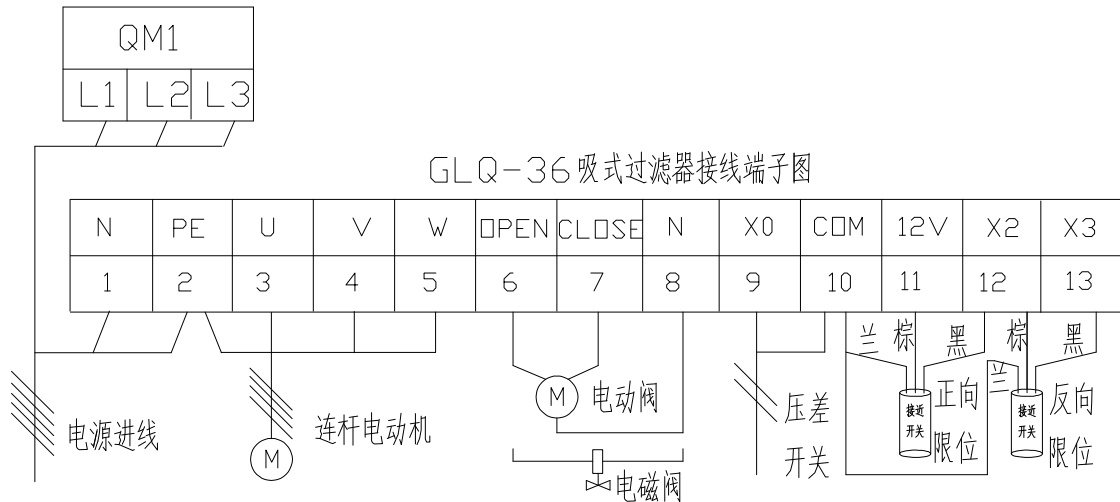 QM1
L1 L2 L3
GLQ-36吸式过滤器接线端子图
N PE U V W OPEN CLOSE N X0 COM 12V X2 X3
1 2 3 4 5 6 7 8 9 10 11 12 13
兰 棕 黑 棕 黑
兰
电源进线
M
连杆电动机
M
电动阀
电磁阀
压差
开关
接近
开关
正向
限位
接近
开关
反向
限位